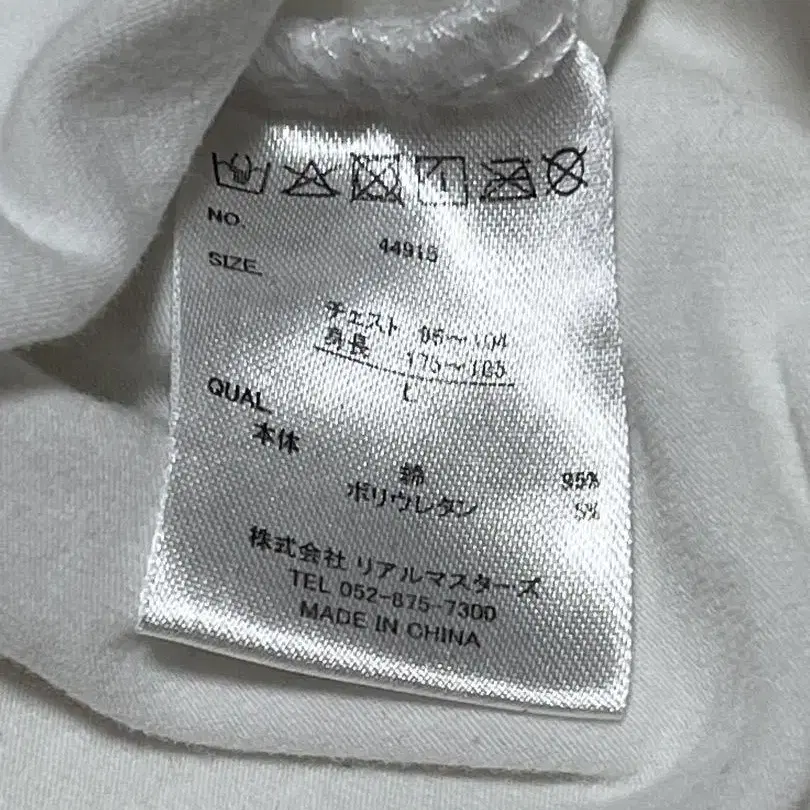 NO.
44915
SIZE
チェスト 96～104
身長 175～185
L
QUAL
本体
綿 95%
ポリウレタン 5%
株式会社 リアルマスターズ
TEL 052-875-7300
MADE IN CHINA